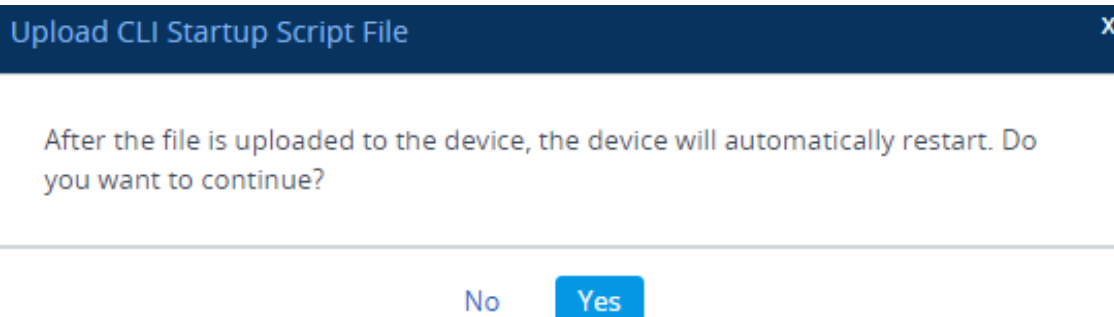 Upload CLI Startup Script File
X
After the file is uploaded to the device, the device will automatically restart. Do
you want to continue?
No
Yes